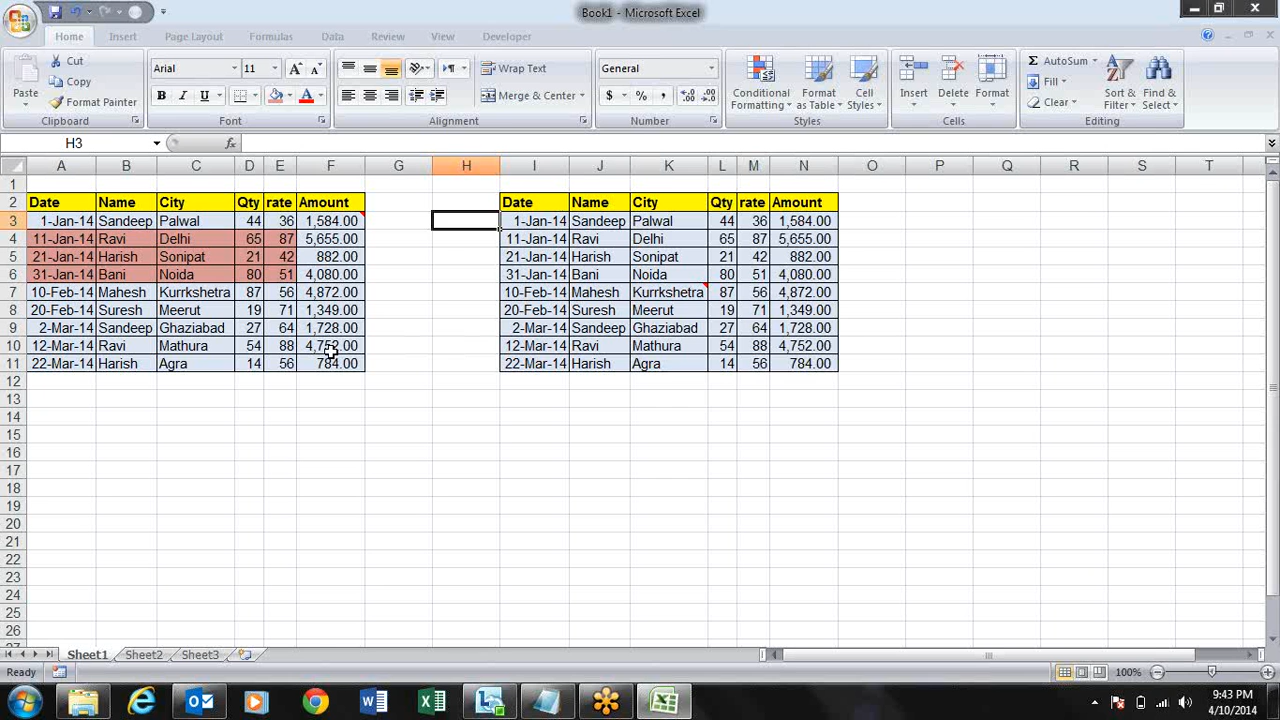 Book1 - Microsoft Excel
Home Insert Page Layout Formulas Data Review View Developer
Paste
Cut
Copy
Format Painter
Clipboard
Arial 11
B I U
Font
Wrap Text
Merge & Center
Alignment
General
$ % ,
Number
Conditional Formatting
Format as Table
Cell Styles
Styles
Insert Delete Format
Cells
Σ AutoSum
Fill
Clear
Sort & Filter
Find & Select
Editing
H3 fx
A B C D E F G H I J K L M N O P Q R S T
1
2 Date Name City Qty rate Amount Date Name City Qty rate Amount
3 1-Jan-14 Sandeep Palwal 44 36 1,584.00 1-Jan-14 Sandeep Palwal 44 36 1,584.00
4 11-Jan-14 Ravi Delhi 65 87 5,655.00 11-Jan-14 Ravi Delhi 65 87 5,655.00
5 21-Jan-14 Harish Sonipat 21 42 882.00 21-Jan-14 Harish Sonipat 21 42 882.00
6 31-Jan-14 Bani Noida 80 51 4,080.00 31-Jan-14 Bani Noida 80 51 4,080.00
7 10-Feb-14 Mahesh Kurrkshetra 87 56 4,872.00 10-Feb-14 Mahesh Kurrkshetra 87 56 4,872.00
8 20-Feb-14 Suresh Meerut 19 71 1,349.00 20-Feb-14 Suresh Meerut 19 71 1,349.00
9 2-Mar-14 Sandeep Ghaziabad 27 64 1,728.00 2-Mar-14 Sandeep Ghaziabad 27 64 1,728.00
10 12-Mar-14 Ravi Mathura 54 88 4,752.00 12-Mar-14 Ravi Mathura 54 88 4,752.00
11 22-Mar-14 Harish Agra 14 56 784.00 22-Mar-14 Harish Agra 14 56 784.00
12
13
14
15
16
17
18
19
20
21
22
23
24
25
26
27
Sheet1 Sheet2 Sheet3
Ready 100%
9:43 PM
4/10/2014